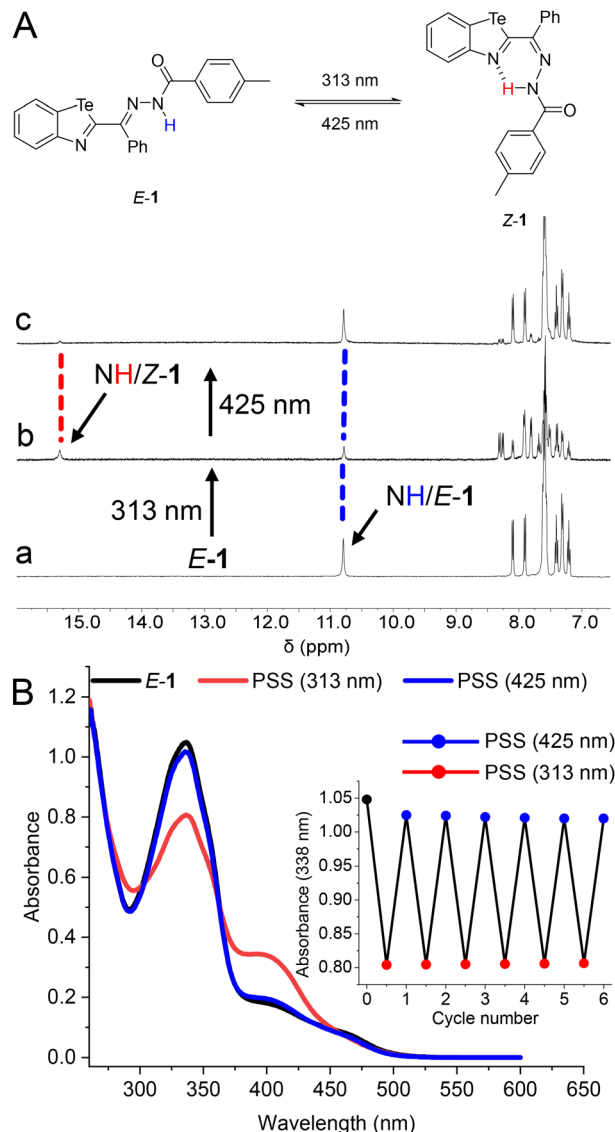 A
Te
N
N
N
H
O
Ph
E-1
313 nm
425 nm
Te
Ph
N
N
H
N
O
Z-1
c
NH/Z-1
425 nm
b
313 nm
NH/E-1
E-1
a
15.0 14.0 13.0 12.0 11.0 10.0 9.0 8.0 7.0
δ (ppm)
B
E-1 PSS (313 nm) PSS (425 nm)
PSS (425 nm)
PSS (313 nm)
1.2
1.0
0.8
0.6
0.4
0.2
0.0
Absorbance
300 350 400 450 500 550 600 650
Wavelength (nm)
1.05
1.00
0.95
0.90
0.85
0.80
Absorbance (338 nm)
0 1 2 3 4 5 6
Cycle number